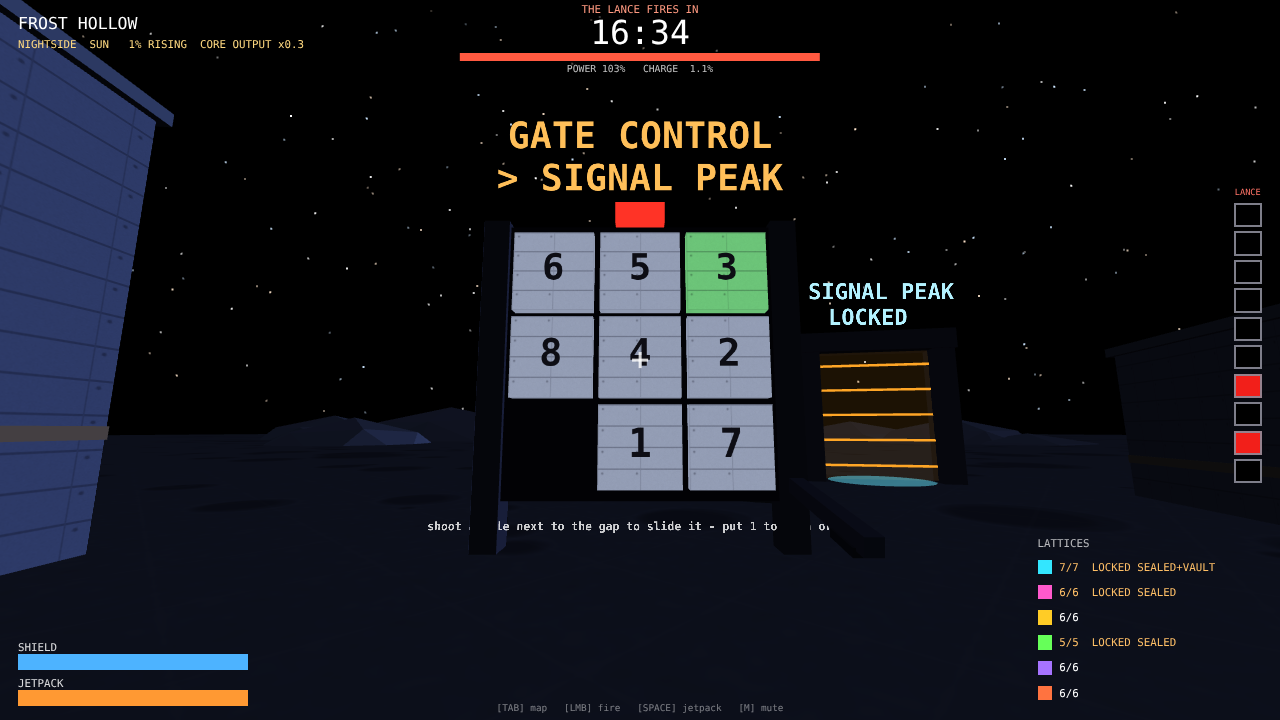 FROST HOLLOW
NIGHTSIDE SUN 1% RISING CORE OUTPUT x0.3
THE LANCE FIRES IN
16:34
POWER 103% CHARGE 1.1%
GATE CONTROL
> SIGNAL PEAK
6 5 3
8 4 2
1 7
SIGNAL PEAK
LOCKED
shoot le next to the gap to slide it - put 1 to
LANCE
LATTICES
7/7 LOCKED SEALED+VAULT
6/6 LOCKED SEALED
6/6
5/5 LOCKED SEALED
6/6
6/6
SHIELD
JETPACK
[TAB] map [LMB] fire [SPACE] jetpack [M] mute